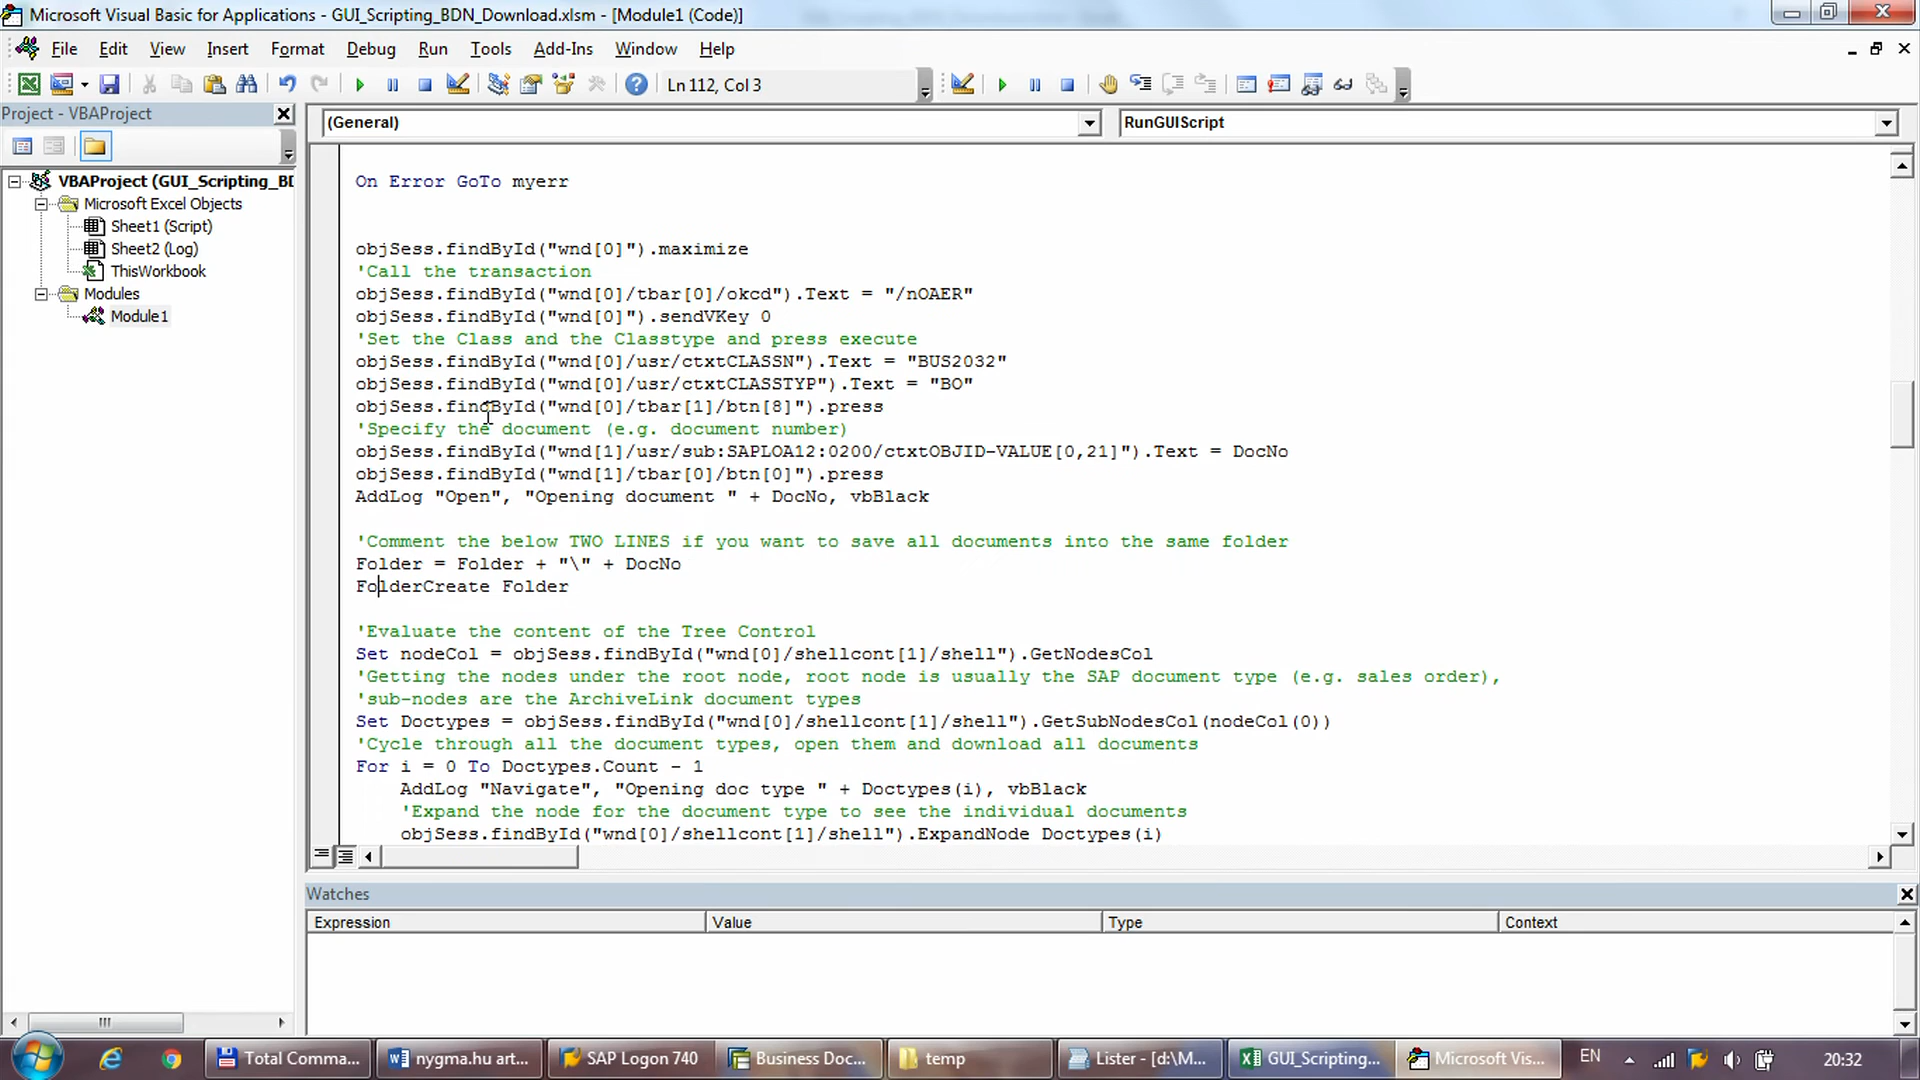 Microsoft Visual Basic for Applications - GUI_Scripting_BDN_Download.xlsm - [Module1 (Code)]
File Edit View Insert Format Debug Run Tools Add-Ins Window Help
Ln 112, Col 3
Project - VBAProject
(General)
RunGUIScript
VBAProject (GUI_Scripting_BD
Microsoft Excel Objects
Sheet1 (Script)
Sheet2 (Log)
ThisWorkbook
Modules
Module1
On Error GoTo myerr
objSess.findById("wnd[0]").maximize
'Call the transaction
objSess.findById("wnd[0]/tbar[0]/okcd").Text = "/nOAER"
objSess.findById("wnd[0]").sendVKey 0
'Set the Class and the Classtype and press execute
objSess.findById("wnd[0]/usr/ctxtCLASSN").Text = "BUS2032"
objSess.findById("wnd[0]/usr/ctxtCLASSTYP").Text = "BO"
objSess.findById("wnd[0]/tbar[1]/btn[8]").press
'Specify the document (e.g. document number)
objSess.findById("wnd[1]/usr/sub:SAPLOA12:0200/ctxtOBJID-VALUE[0,21]").Text = DocNo
objSess.findById("wnd[1]/tbar[0]/btn[0]").press
AddLog "Open", "Opening document " + DocNo, vbBlack
'Comment the below TWO LINES if you want to save all documents into the same folder
Folder = Folder + "\" + DocNo
FolderCreate Folder
'Evaluate the content of the Tree Control
Set nodeCol = objSess.findById("wnd[0]/shellcont[1]/shell").GetNodesCol
'Getting the nodes under the root node, root node is usually the SAP document type (e.g. sales order),
'sub-nodes are the ArchiveLink document types
Set Doctypes = objSess.findById("wnd[0]/shellcont[1]/shell").GetSubNodesCol(nodeCol(0))
'Cycle through all the document types, open them and download all documents
For i = 0 To Doctypes.Count - 1
AddLog "Navigate", "Opening doc type " + Doctypes(i), vbBlack
'Expand the node for the document type to see the individual documents
objSess.findById("wnd[0]/shellcont[1]/shell").ExpandNode Doctypes(i)
Watches
Expression Value Type Context
Total Comma... nygma.hu art... SAP Logon 740 Business Doc... temp Lister - [d:\M... GUI_Scripting... Microsoft Vis... EN 20:32